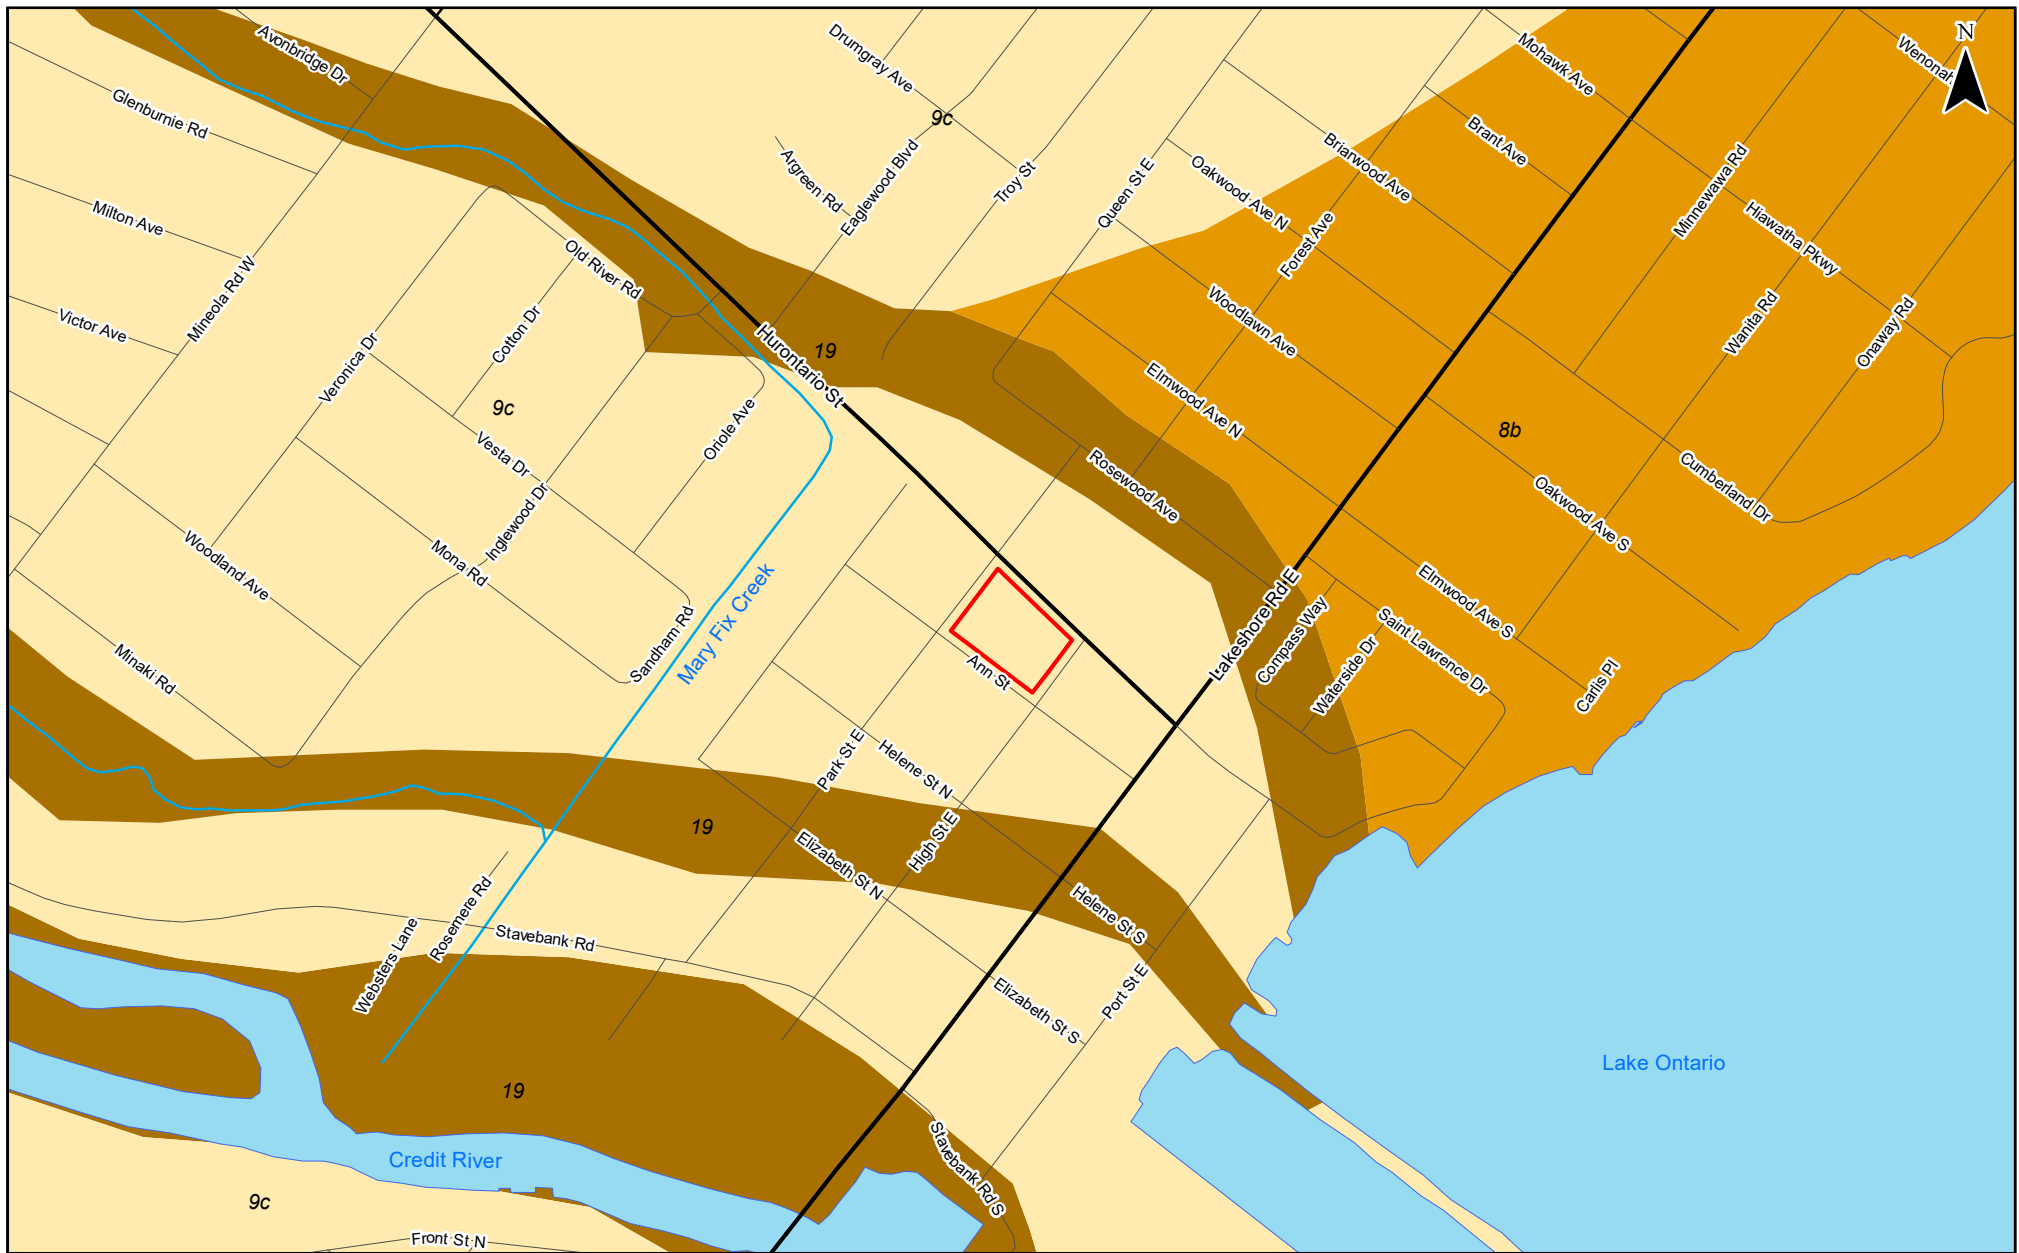 Avonbridge Dr
Drumgray Ave
Mohawk Ave
Wenonah
N
Glenburnie Rd
9c
Argreen Rd
Eaglewood Blvd
Troy St
Queen St E
Oakwood Ave N
Briarwood Ave
Brant Ave
Minnewawa Rd
Hiawatha Pkwy
Milton Ave
Mineola Rd W
Old River Rd
Forest Ave
Victor Ave
Veronica Dr
Cotton Dr
Hurontario St
19
Woodlawn Ave
Wanita Rd
Onaway Rd
9c
Oriole Ave
Elmwood Ave N
8b
Vesta Dr
Rosewood Ave
Cumberland Dr
Oakwood Ave S
Inglewood Dr
Mona Rd
Woodland Ave
Mary Fix Creek
Sandham Rd
Lakeshore Rd E
Compass Way
Elmwood Ave S
Saint Lawrence Dr
Waterside Dr
Carlis Pl
Minaki Rd
Ann St
Park St E
Helene St N
19
High St E
Elizabeth St N
Helene St S
Rosemere Rd
Websters Lane
Stavebank Rd
Port St E
Elizabeth St S
Lake Ontario
19
Credit River
Stavebank Rd S
9c
Front St N